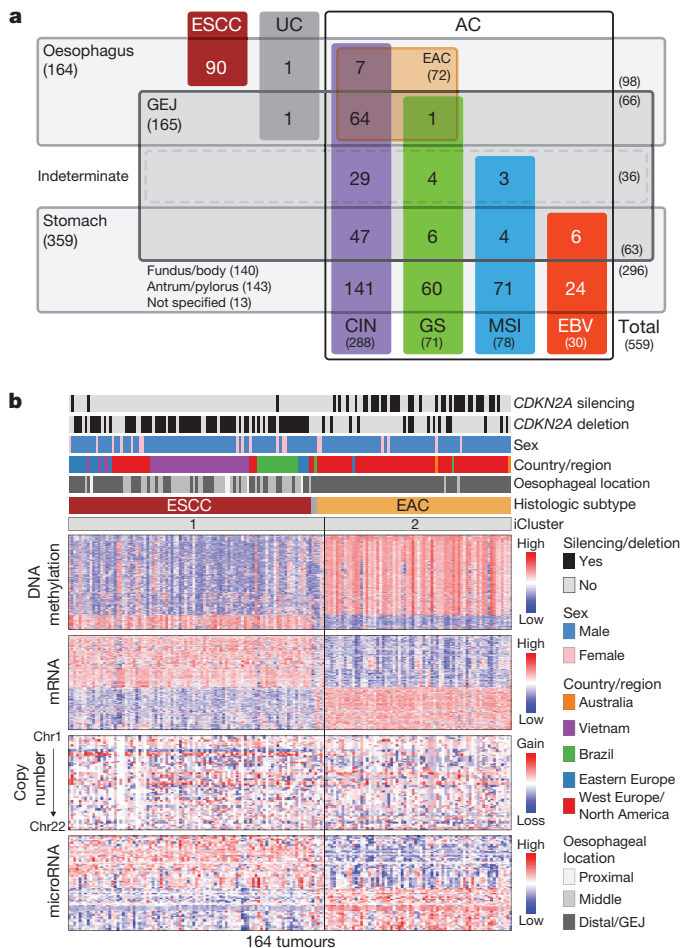 a
ESCC
UC
AC
Oesophagus
(164)
90
1
7
EAC
(72)
(98)
(66)
GEJ
(165)
1
64
1
Indeterminate
29
4
3
(36)
Stomach
(359)
47
6
4
6
(63)
(296)
Fundus/body (140)
Antrum/pylorus (143)
Not specified (13)
141
60
71
24
CIN
(288)
GS
(71)
MSI
(78)
EBV
(30)
Total
(559)
b
CDKN2A silencing
CDKN2A deletion
Sex
Country/region
Oesophageal location
ESCC
EAC
Histologic subtype
1
2
iCluster
DNA
methylation
High
Low
mRNA
High
Low
Chr1
Copy
number
Chr22
Gain
Loss
microRNA
High
Low
164 tumours
Silencing/deletion
Yes
No
Sex
Male
Female
Country/region
Australia
Vietnam
Brazil
Eastern Europe
West Europe/
North America
Oesophageal
location
Proximal
Middle
Distal/GEJ